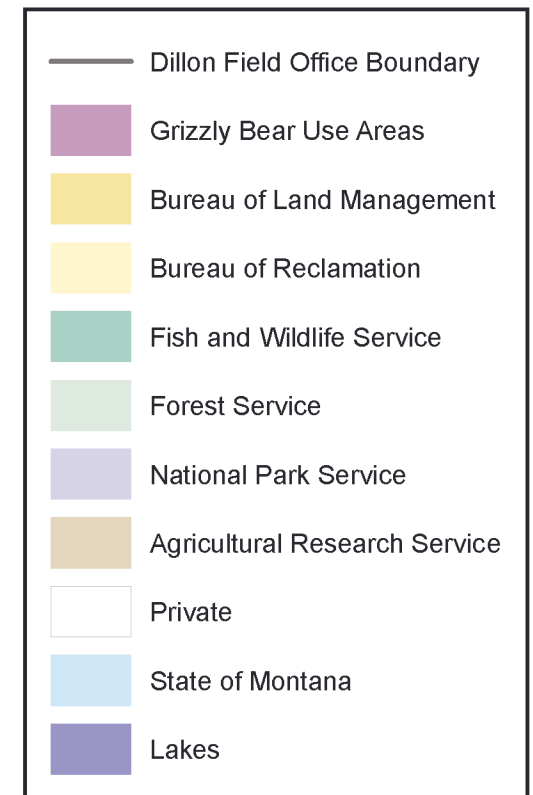 Dillon Field Office Boundary
Grizzly Bear Use Areas
Bureau of Land Management
Bureau of Reclamation
Fish and Wildlife Service
Forest Service
National Park Service
Agricultural Research Service
Private
State of Montana
Lakes